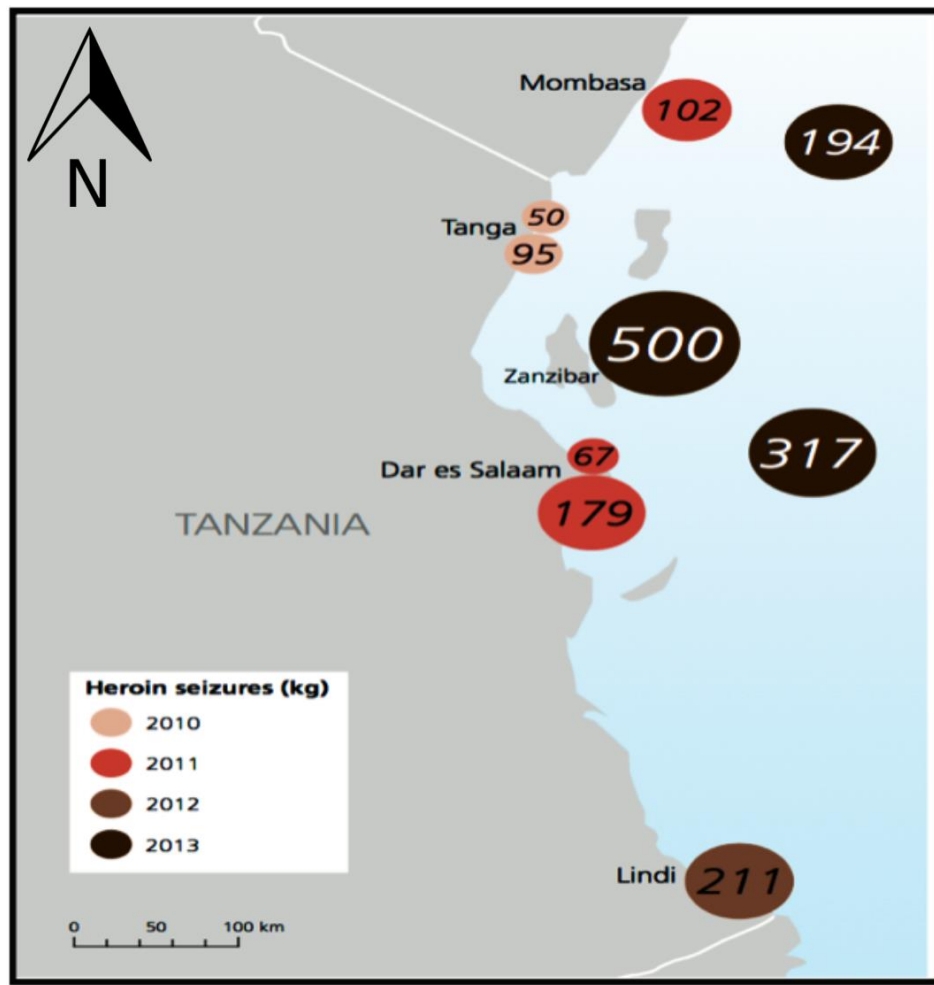 N
Mombasa
102
194
50
Tanga
95
500
Zanzibar
317
67
Dar es Salaam
179
TANZANIA
Heroin seizures (kg)
2010
2011
2012
2013
Lindi
211
0 50 100 km